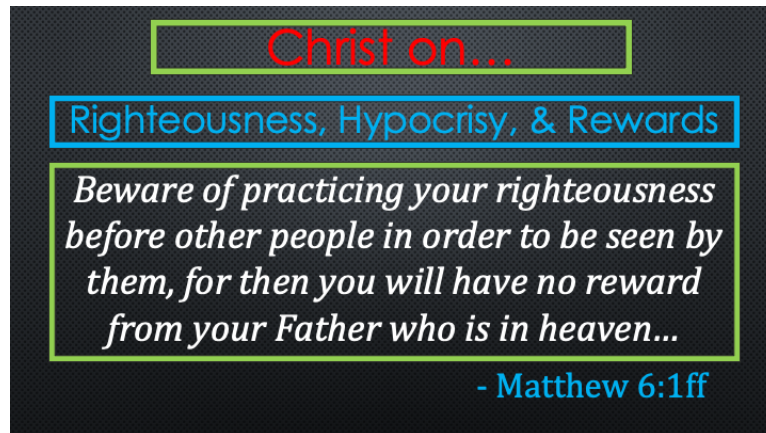 Christ on...
Righteousness, Hypocrisy, & Rewards
Beware of practicing your righteousness
before other people in order to be seen by
them, for then you will have no reward
from your Father who is in heaven...
- Matthew 6:1ff